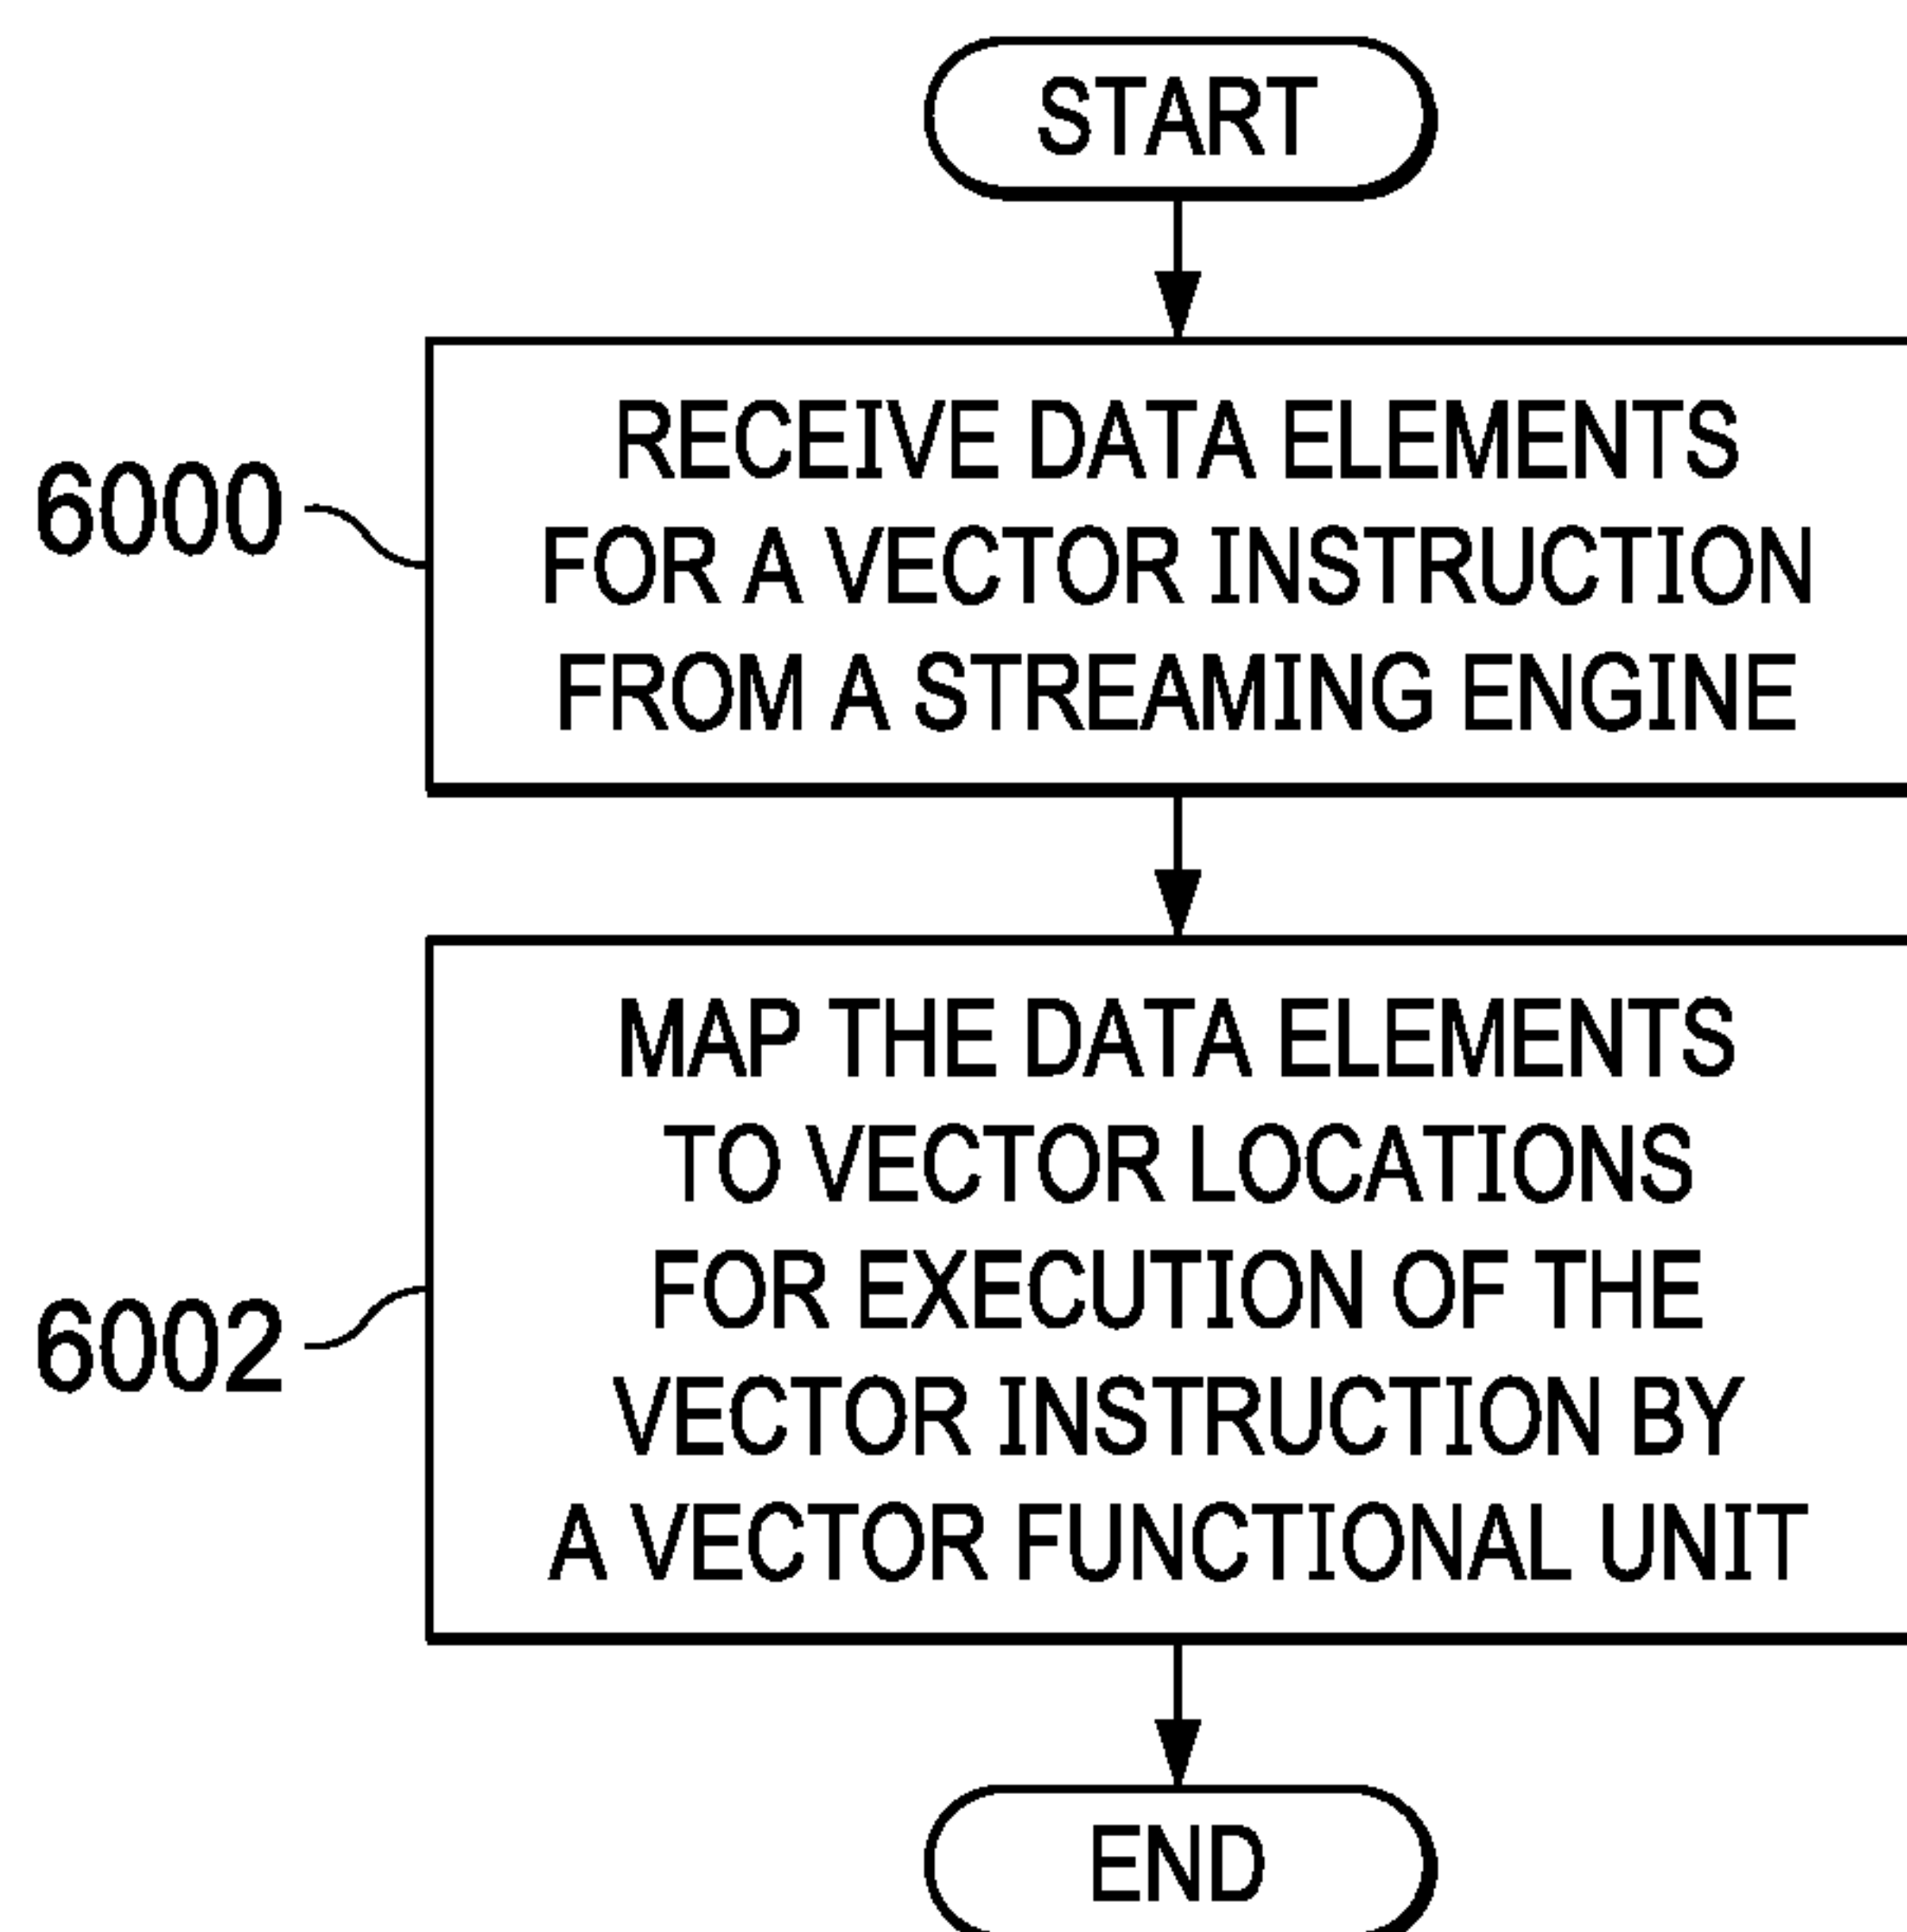 START
6000
RECEIVE DATA ELEMENTS
FOR A VECTOR INSTRUCTION
FROM A STREAMING ENGINE
6002
MAP THE DATA ELEMENTS
TO VECTOR LOCATIONS
FOR EXECUTION OF THE
VECTOR INSTRUCTION BY
A VECTOR FUNCTIONAL UNIT
END